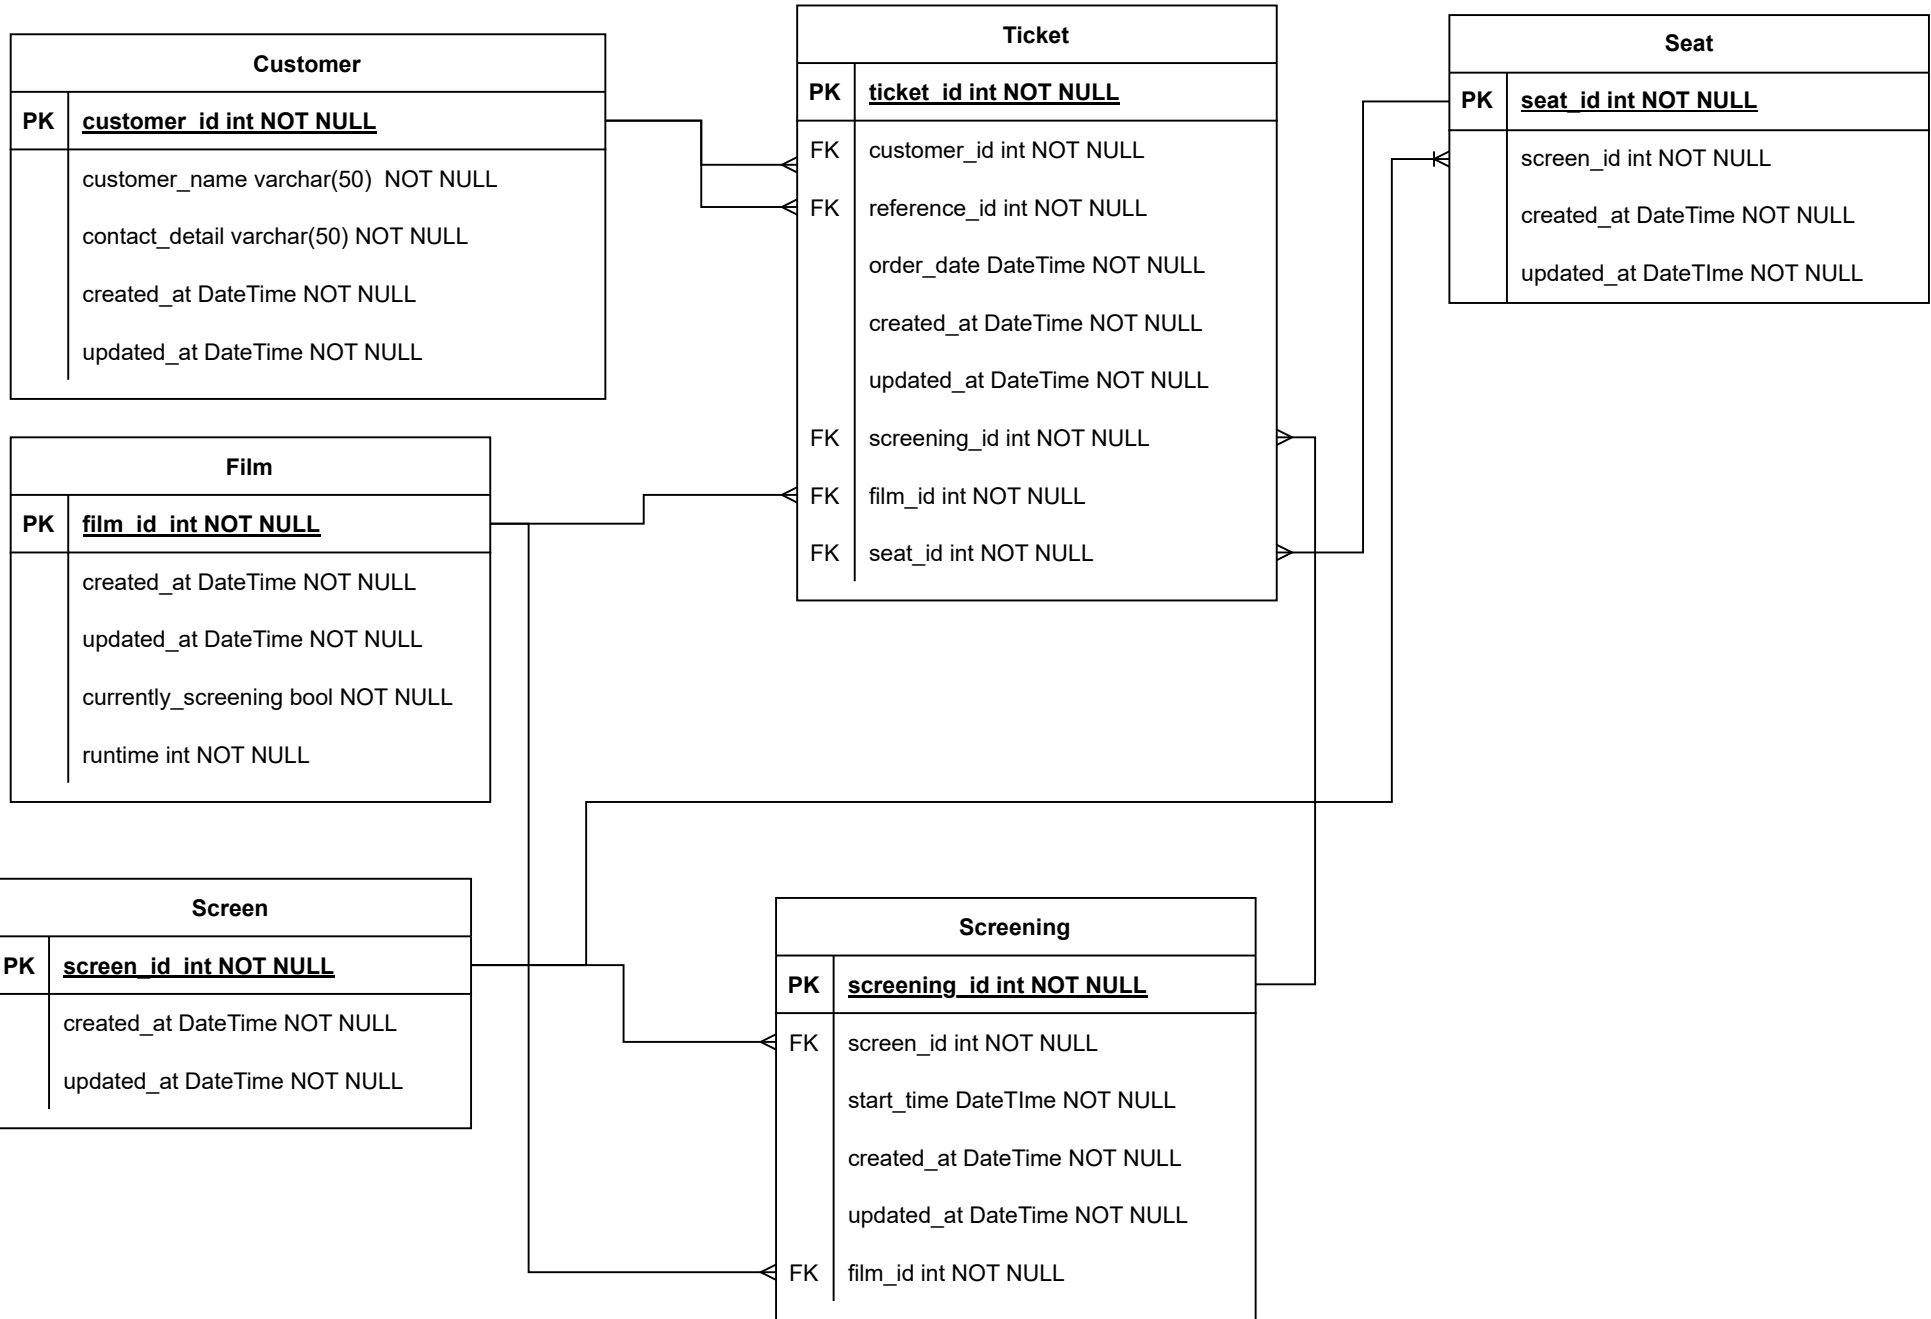 Customer
PK customer_id int NOT NULL
customer_name varchar(50) NOT NULL
contact_detail varchar(50) NOT NULL
created_at DateTime NOT NULL
updated_at DateTime NOT NULL
Ticket
PK ticket_id int NOT NULL
FK customer_id int NOT NULL
FK reference_id int NOT NULL
order_date DateTime NOT NULL
created_at DateTime NOT NULL
updated_at DateTime NOT NULL
FK screening_id int NOT NULL
FK film_id int NOT NULL
FK seat_id int NOT NULL
Seat
PK seat_id int NOT NULL
screen_id int NOT NULL
created_at DateTime NOT NULL
updated_at DateTIme NOT NULL
Film
PK film_id int NOT NULL
created_at DateTime NOT NULL
updated_at DateTime NOT NULL
currently_screening bool NOT NULL
runtime int NOT NULL
Screen
PK screen_id int NOT NULL
created_at DateTime NOT NULL
updated_at DateTime NOT NULL
Screening
PK screening_id int NOT NULL
FK screen_id int NOT NULL
start_time DateTIme NOT NULL
created_at DateTime NOT NULL
updated_at DateTime NOT NULL
FK film_id int NOT NULL